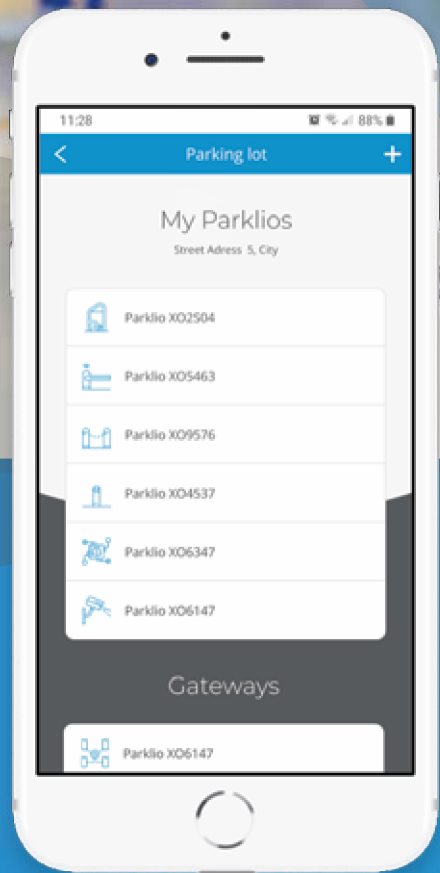 11:28 88%
Parking lot
My Parklios
Street Adress 5, City
Parklio XO2504
Parklio XO5463
Parklio XO9576
Parklio XO4537
Parklio XO6347
Parklio XO6147
Gateways
Parklio XO6147